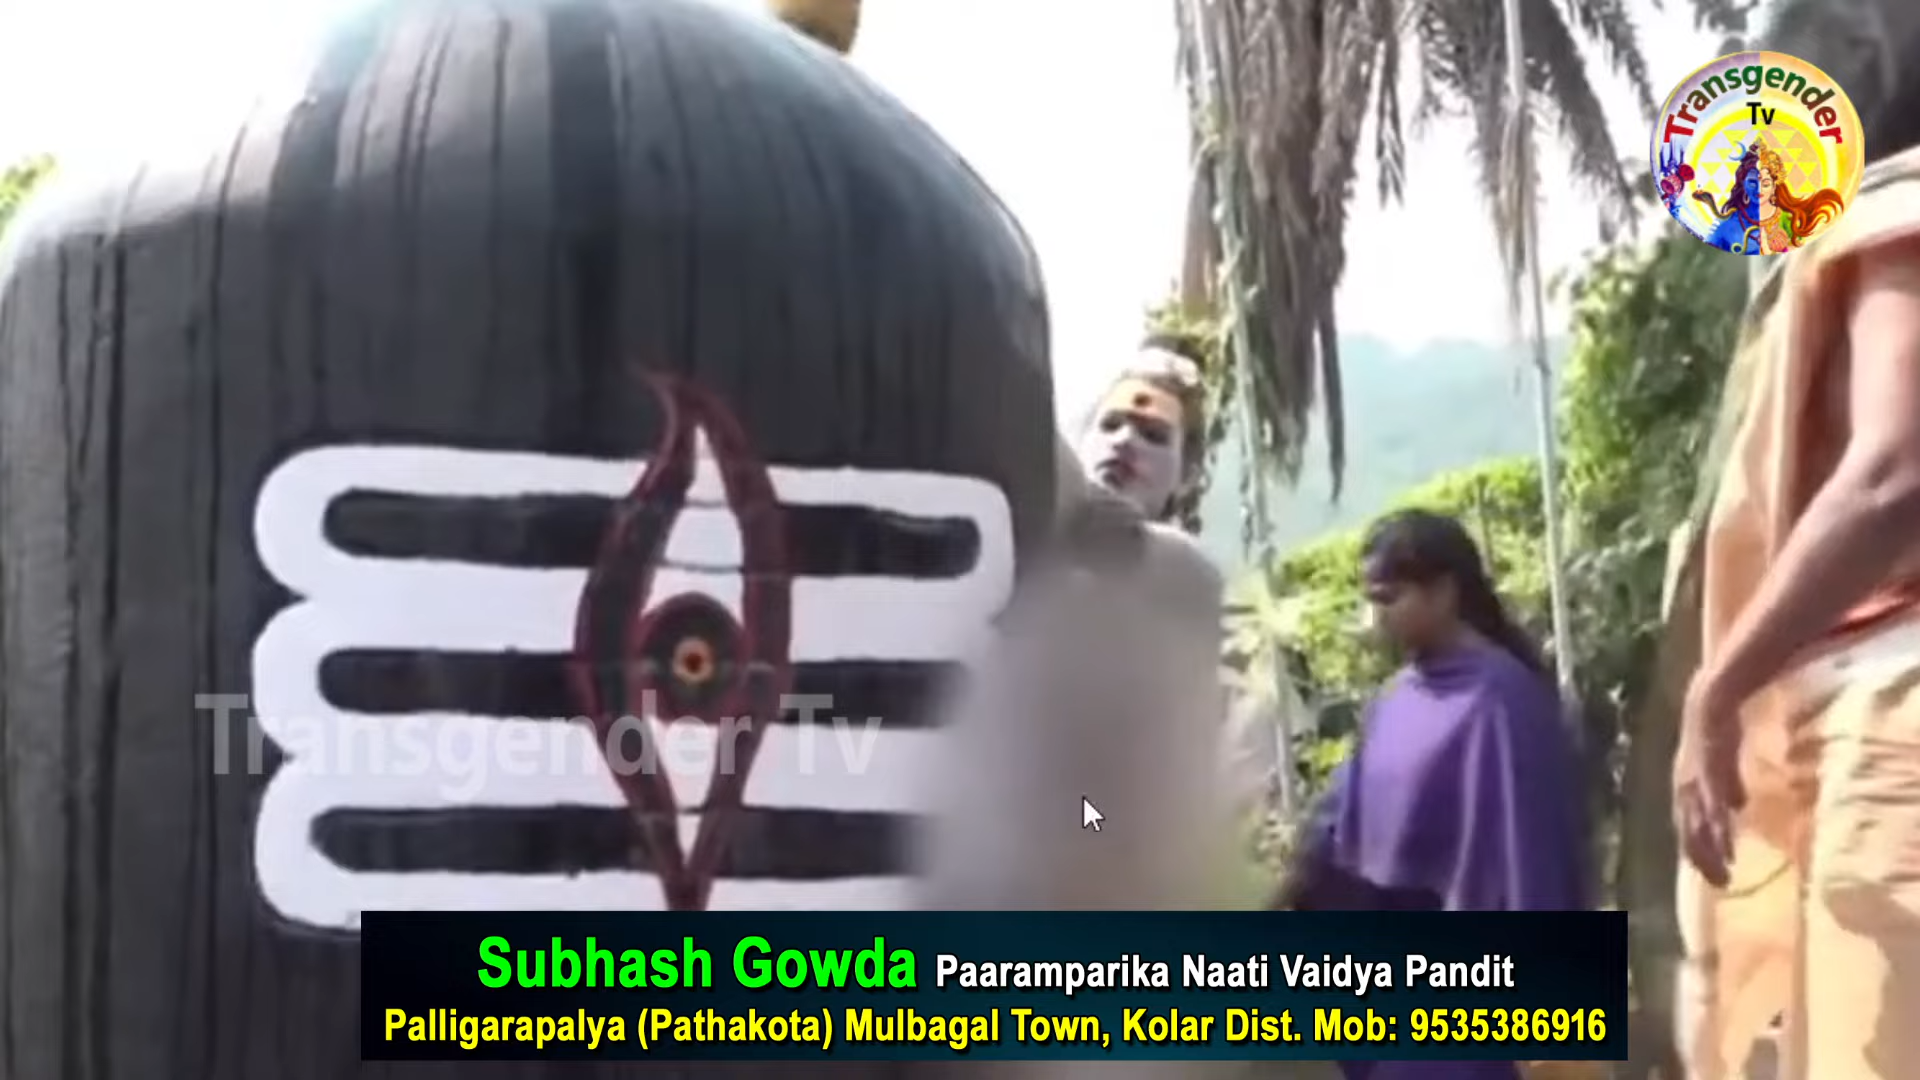 Transgender
Tv
Transgender Tv
Subhash Gowda Paaramparika Naati Vaidya Pandit
Palligarapalya (Pathakota) Mulbagal Town, Kolar Dist. Mob: 9535386916